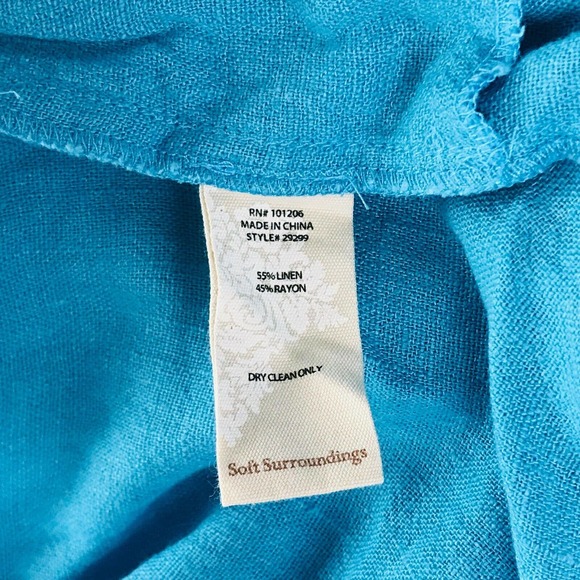 RN# 101206
MADE IN CHINA
STYLE# 29299
55% LINEN
45% RAYON
DRY CLEAN ONLY
Soft Surroundings